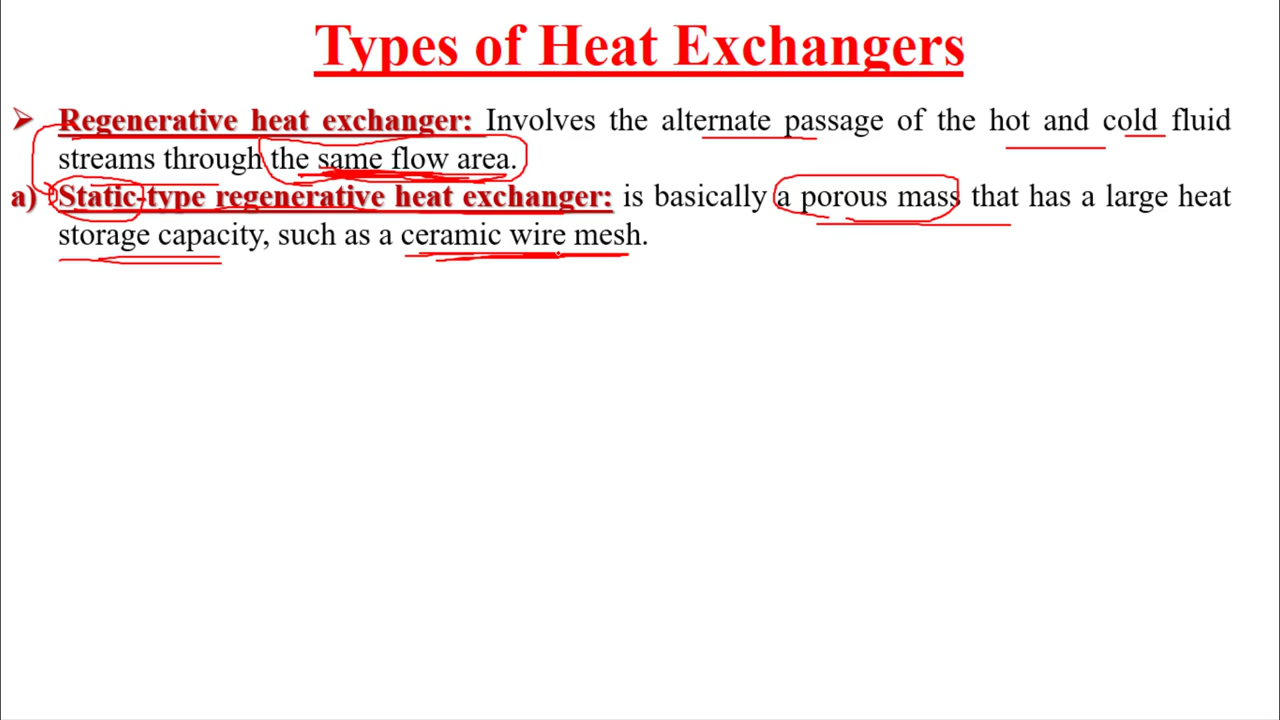 Types of Heat Exchangers
➢ Regenerative heat exchanger: Involves the alternate passage of the hot and cold fluid
streams through the same flow area.
a) Static-type regenerative heat exchanger: is basically a porous mass that has a large heat
storage capacity, such as a ceramic wire mesh.